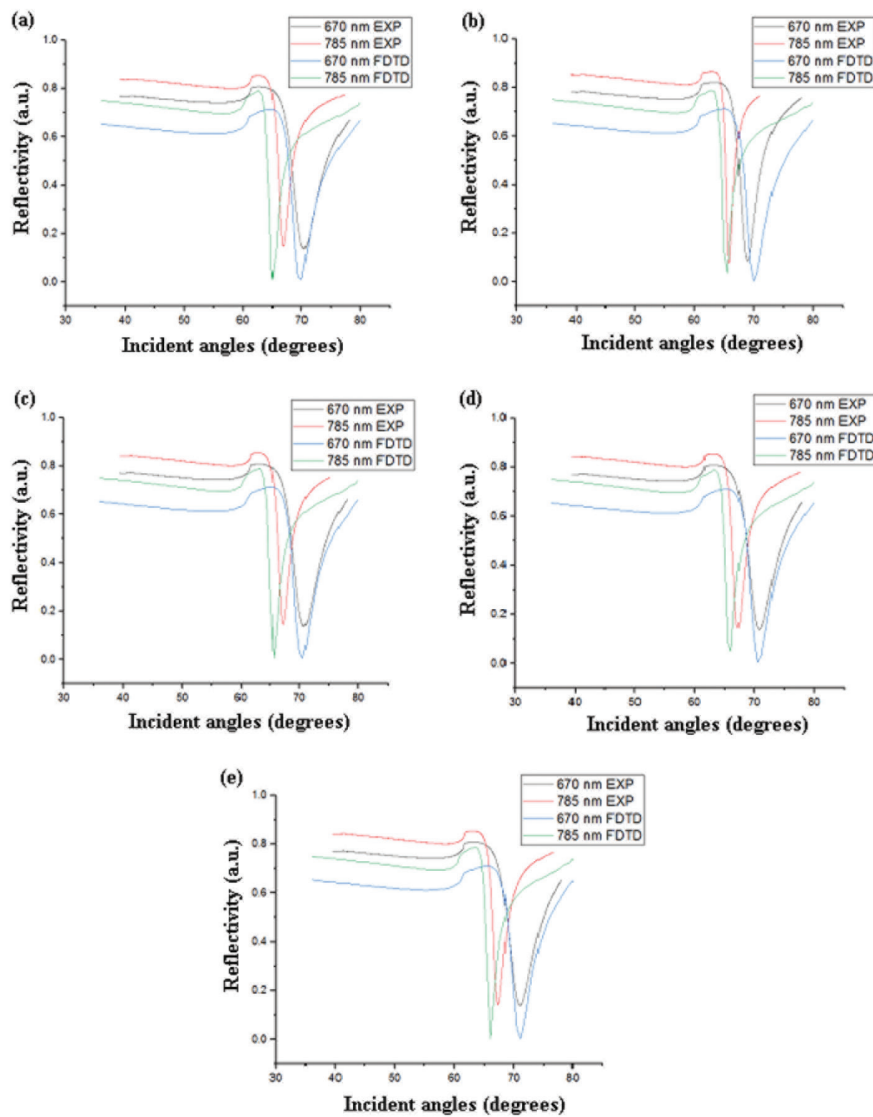 (a)
670 nm EXP
785 nm EXP
670 nm FDTD
785 nm FDTD
Reflectivity (a.u.)
1.0
0.8
0.6
0.4
0.2
0.0
30 40 50 60 70 80
Incident angles (degrees)
(b)
670 nm EXP
785 nm EXP
670 nm FDTD
785 nm FDTD
Reflectivity (a.u.)
1.0
0.8
0.6
0.4
0.2
0.0
30 40 50 60 70 80
Incident angles (degrees)
(c)
670 nm EXP
785 nm EXP
670 nm FDTD
785 nm FDTD
Reflectivity (a.u.)
1.0
0.8
0.6
0.4
0.2
0.0
30 40 50 60 70 80
Incident angles (degrees)
(d)
670 nm EXP
785 nm EXP
670 nm FDTD
785 nm FDTD
Reflectivity (a.u.)
1.0
0.8
0.6
0.4
0.2
0.0
30 40 50 60 70 80
Incident angles (degrees)
(e)
670 nm EXP
785 nm EXP
670 nm FDTD
785 nm FDTD
Reflectivity (a.u.)
1.0
0.8
0.6
0.4
0.2
0.0
30 40 50 60 70 80
Incident angles (degrees)